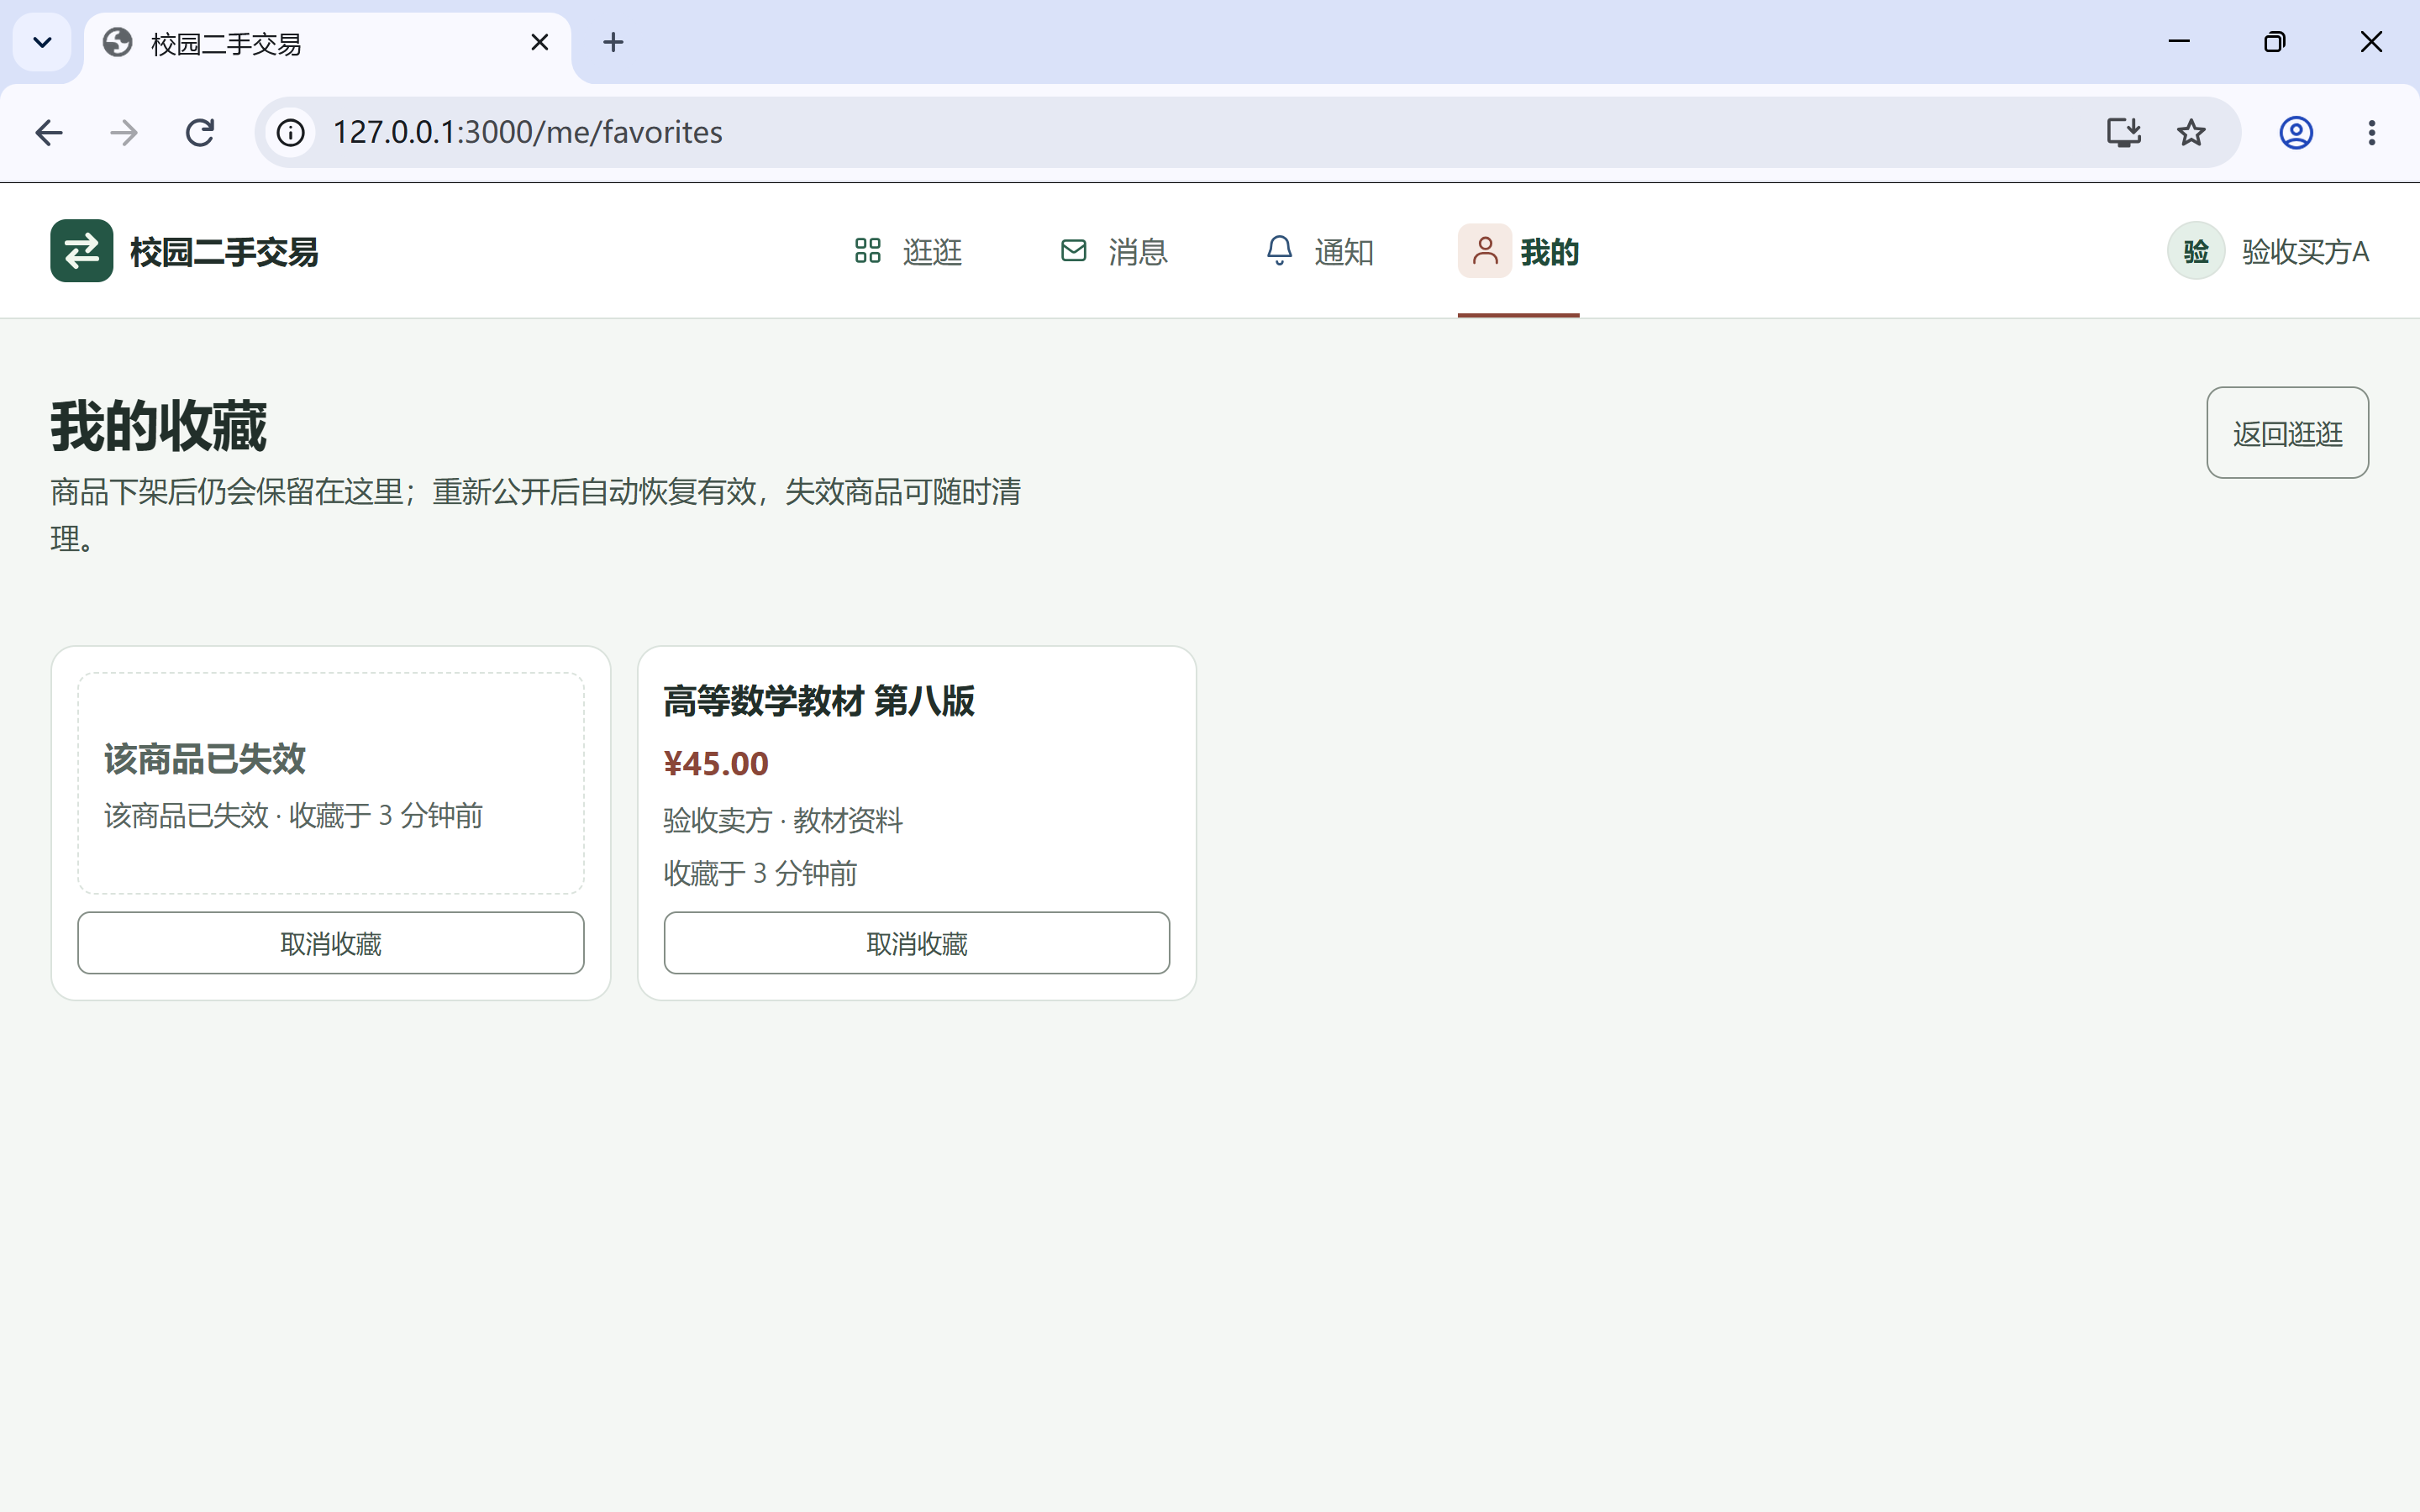 校园二手交易
127.0.0.1:3000/me/favorites
校园二手交易
逛逛
消息
通知
我的
验
验收买方A
我的收藏
返回逛逛
商品下架后仍会保留在这里；重新公开后自动恢复有效，失效商品可随时清
理。
该商品已失效
该商品已失效 · 收藏于 3 分钟前
取消收藏
高等数学教材 第八版
¥45.00
验收卖方 · 教材资料
收藏于 3 分钟前
取消收藏